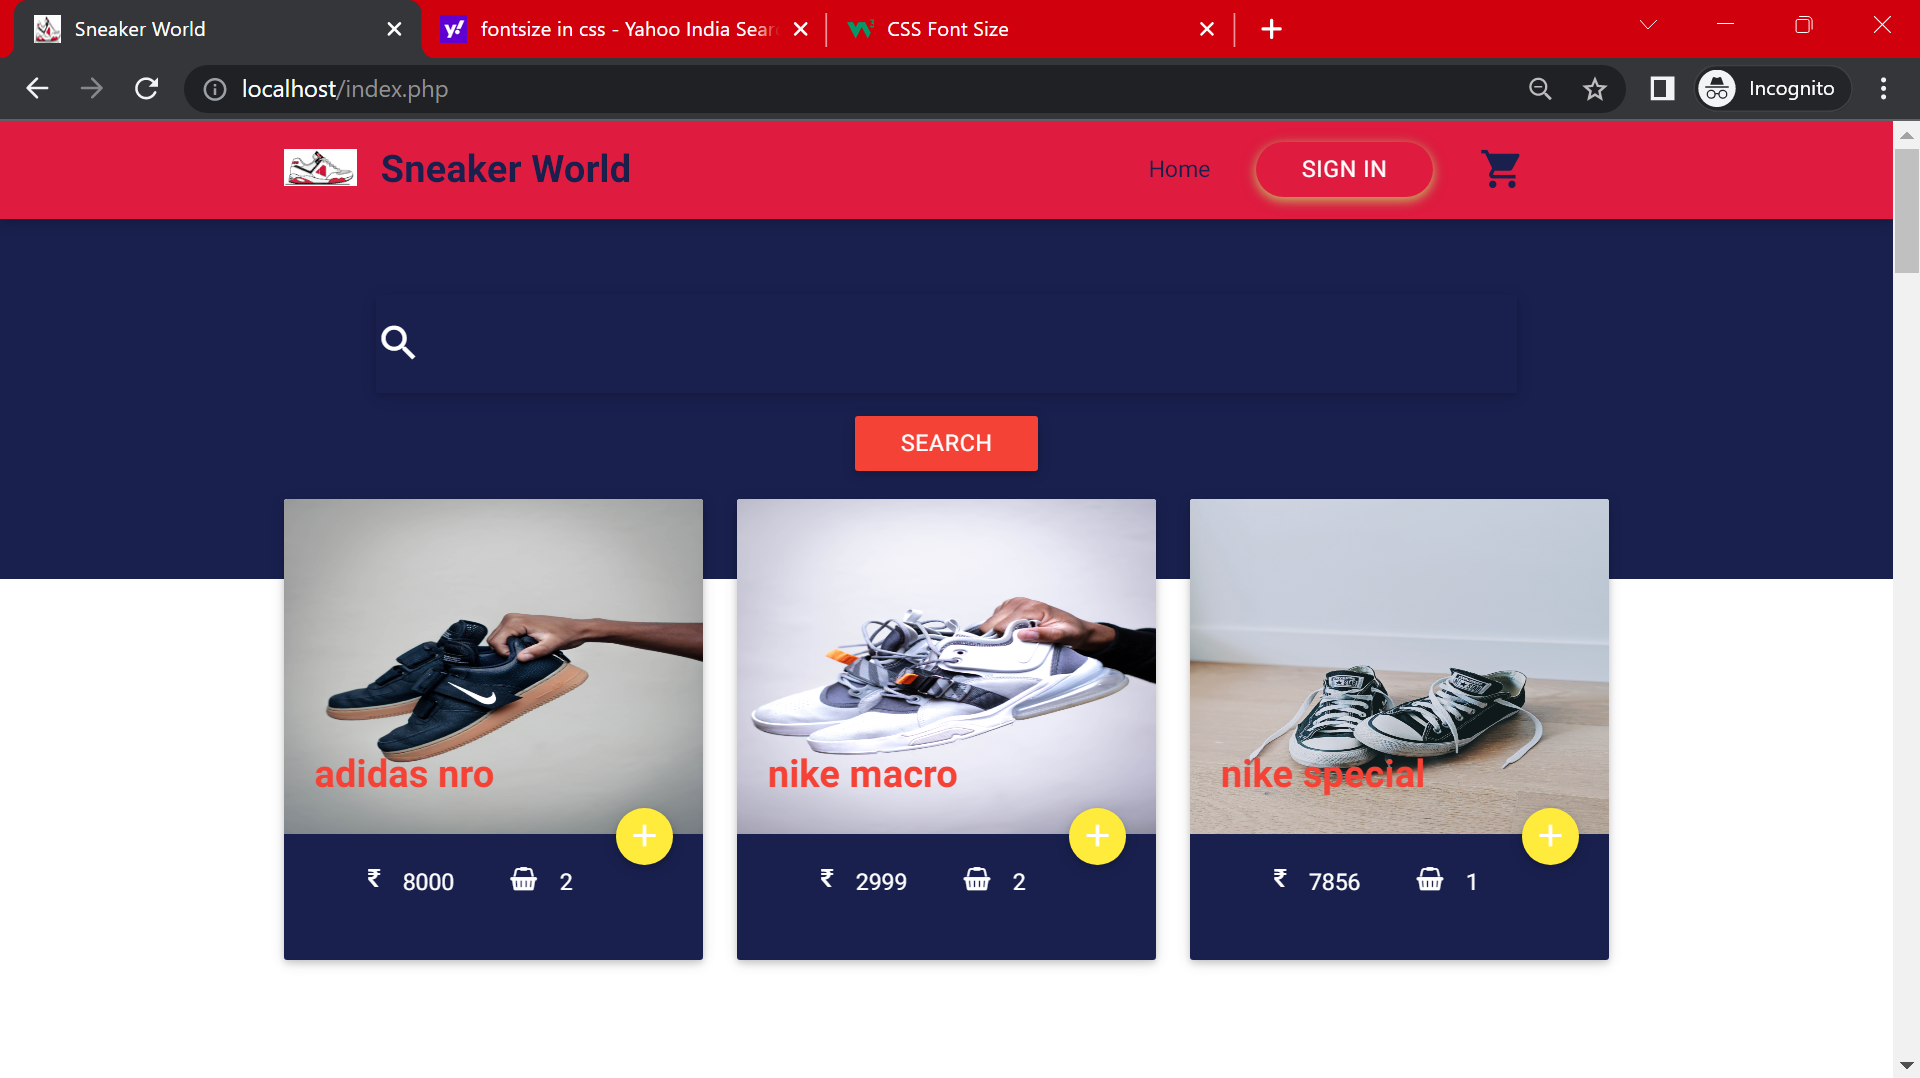 Sneaker World
fontsize in css - Yahoo India Sear
CSS Font Size
localhost/index.php
Incognito
Sneaker World
Home
SIGN IN
SEARCH
adidas nro
nike macro
nike special
₹ 8000 2
₹ 2999 2
₹ 7856 1